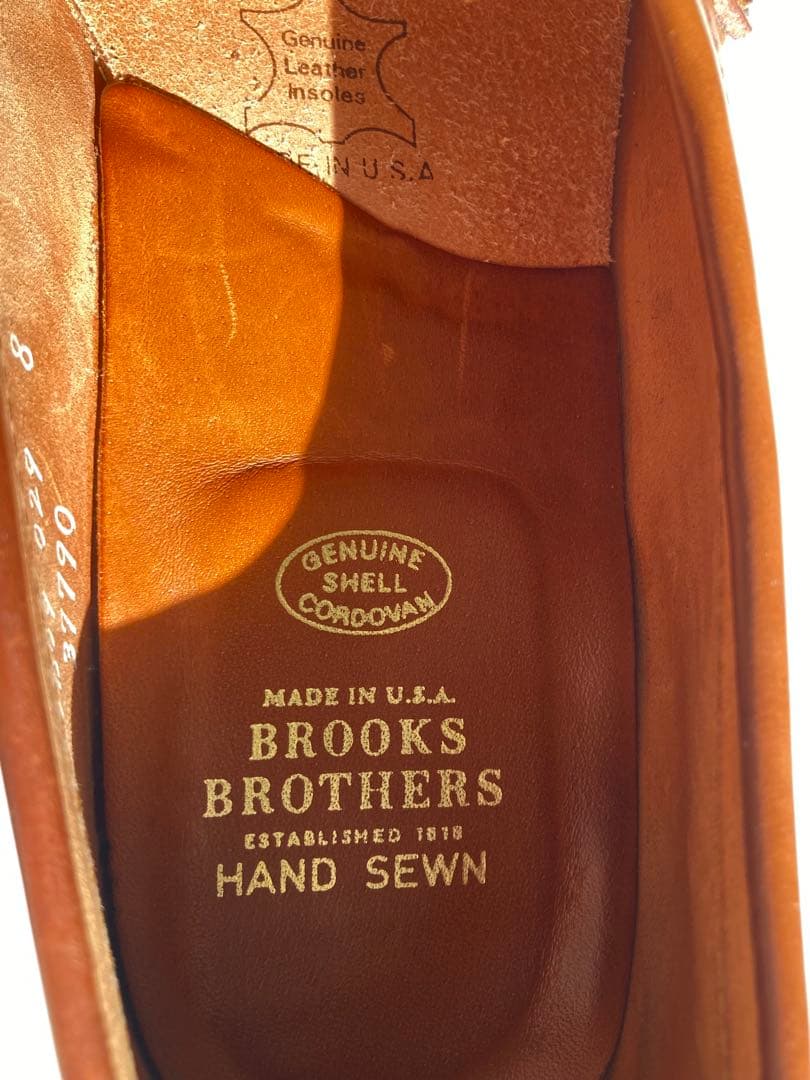 Genuine
Leather
Insoles
IN U.S.A
GENUINE
SHELL
CORDOVAN
MADE IN U.S.A.
BROOKS
BROTHERS
ESTABLISHED 1818
HAND SEWN
8